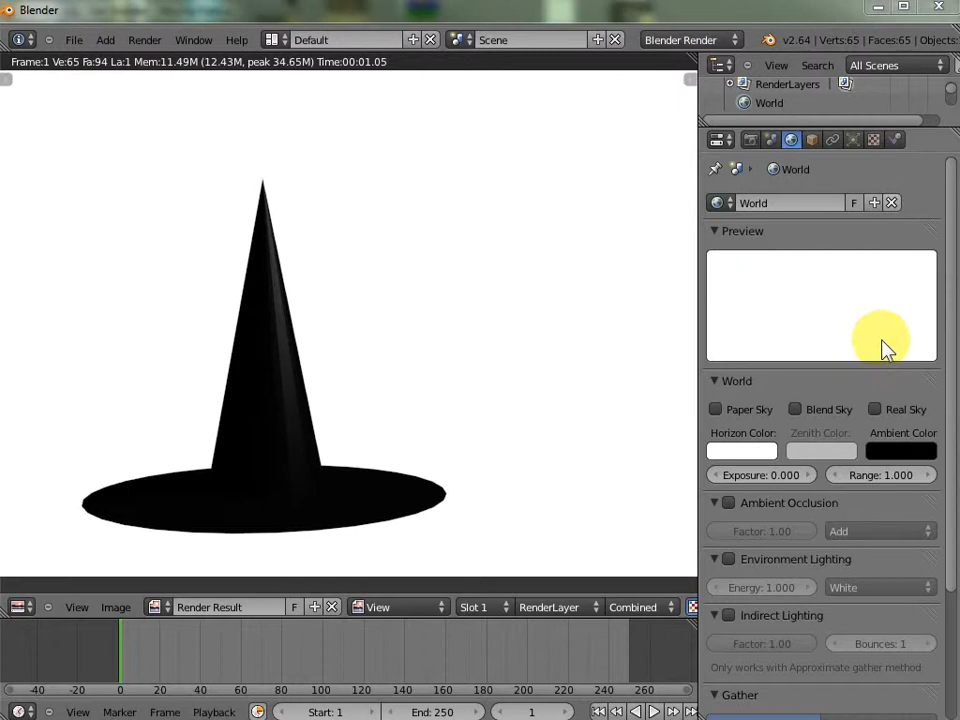 Blender
File Add Render Window Help Default Scene Blender Render v2.64 | Verts:65 | Faces:65 | Objects:
Frame:1 Ve:65 Fa:94 La:1 Mem:11.49M (12.43M, peak 34.65M) Time:00:01.05
View Search All Scenes
RenderLayers
World
World
World F
Preview
World
Paper Sky Blend Sky Real Sky
Horizon Color: Zenith Color: Ambient Color
Exposure: 0.000 Range: 1.000
Ambient Occlusion
Factor: 1.00 Add
Environment Lighting
Energy: 1.000 White
Indirect Lighting
Factor: 1.00 Bounces: 1
Only works with Approximate gather method
Gather
View Image Render Result F View Slot 1 RenderLayer Combined
-40 -20 0 20 40 60 80 100 120 140 160 180 200 220 240 260
View Marker Frame Playback Start: 1 End: 250 1